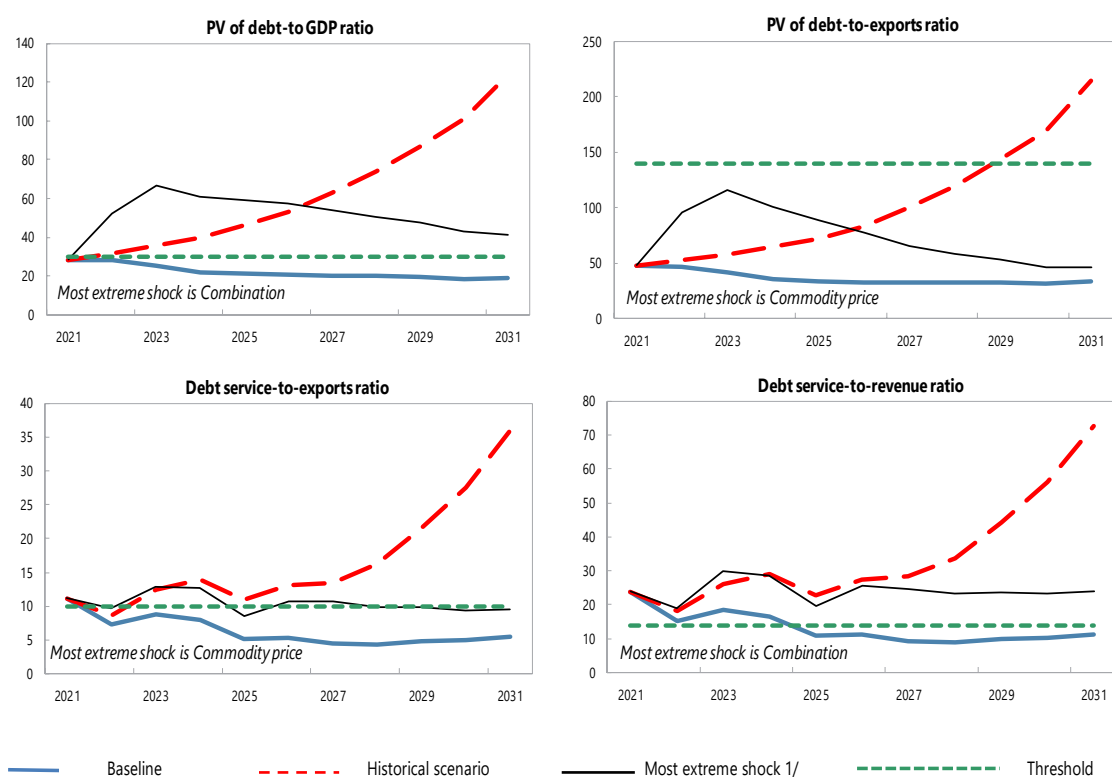 PV of debt-to GDP ratio
140
120
100
80
60
40
20
0
Most extreme shock is Combination
2021 2023 2025 2027 2029 2031
PV of debt-to-exports ratio
250
200
150
100
50
0
Most extreme shock is Commodity price
2021 2023 2025 2027 2029 2031
Debt service-to-exports ratio
40
35
30
25
20
15
10
5
0
Most extreme shock is Commodity price
2021 2023 2025 2027 2029 2031
Debt service-to-revenue ratio
80
70
60
50
40
30
20
10
0
Most extreme shock is Combination
2021 2023 2025 2027 2029 2031
Baseline Historical scenario Most extreme shock 1/ Threshold